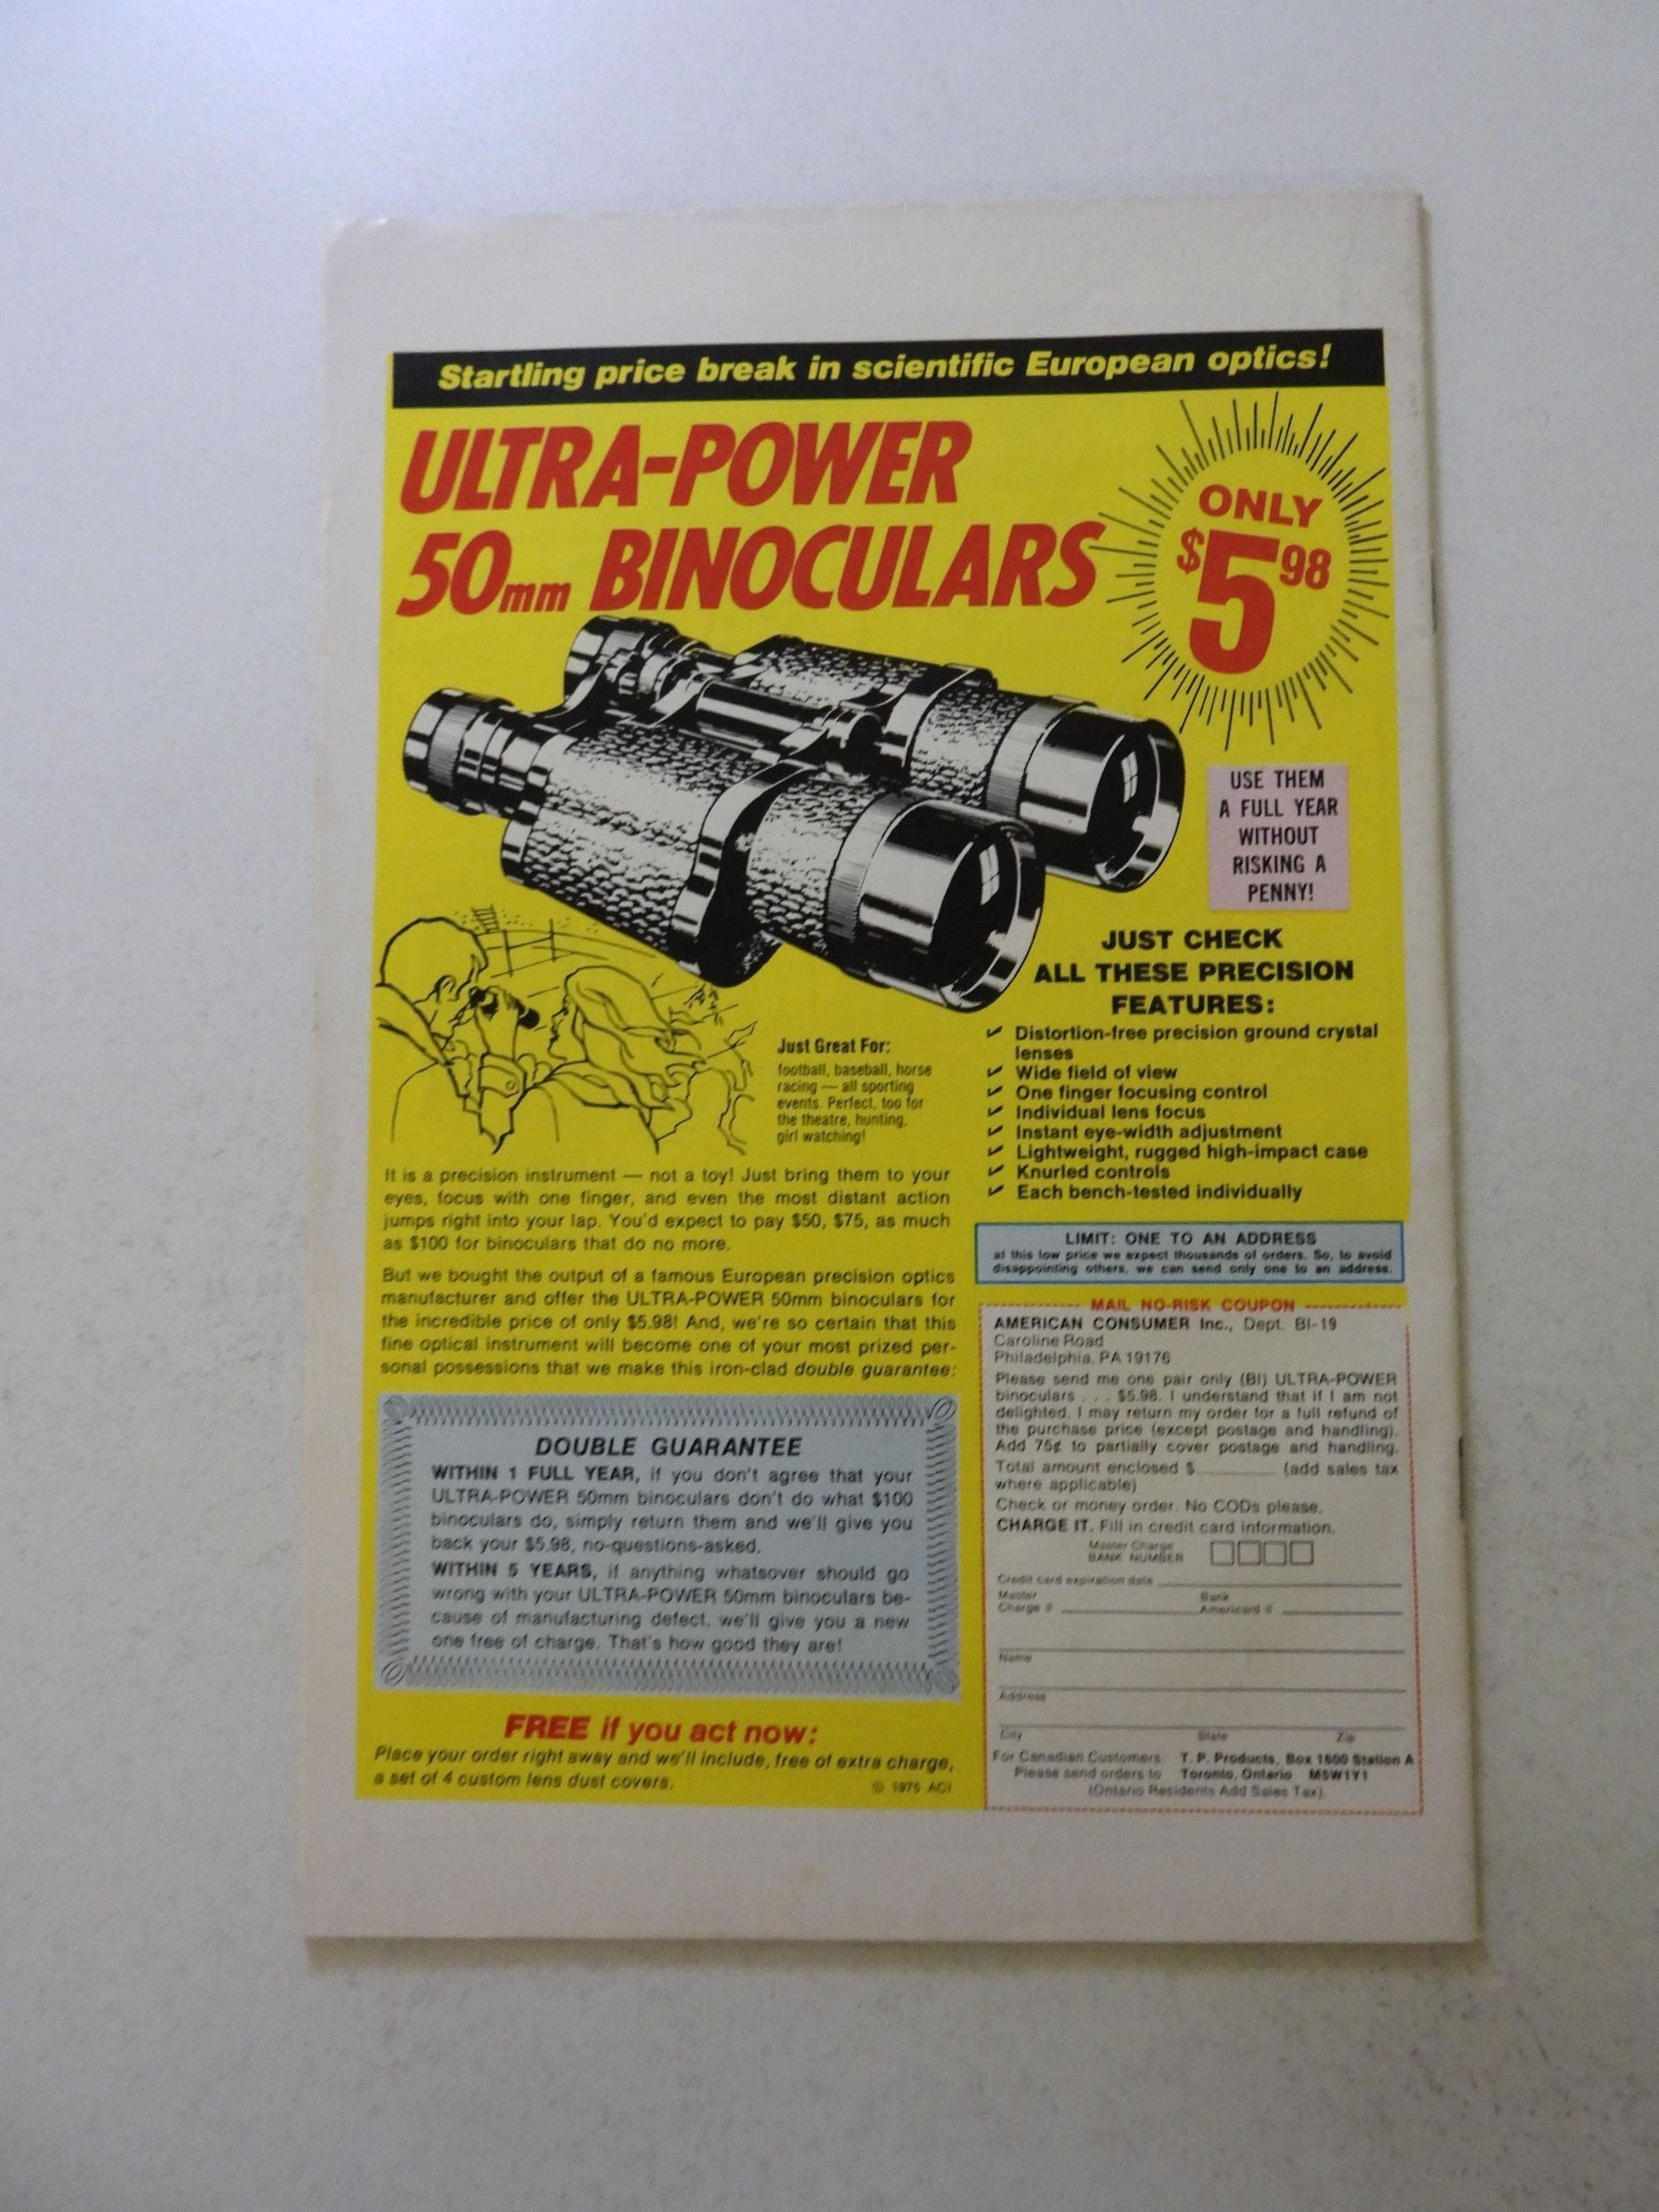 Startling price break in scientific European optics!
ULTRA-POWER
50mm BINOCULARS
ONLY
$5 98
USE THEM
A FULL YEAR
WITHOUT
RISKING A
PENNY!
JUST CHECK
ALL THESE PRECISION
FEATURES:
✔ Distortion-free precision ground crystal
lenses
✔ Wide field of view
✔ One finger focusing control
✔ Individual lens focus
✔ Instant eye-width adjustment
✔ Lightweight, rugged high-impact case
✔ Knurled controls
✔ Each bench-tested individually
Just Great For:
football, baseball, horse
racing — all sporting
events. Perfect, too for
the theatre, hunting,
girl watching!
It is a precision instrument — not a toy! Just bring them to your
eyes, focus with one finger, and even the most distant action
jumps right into your lap. You'd expect to pay $50, $75, as much
as $100 for binoculars that do no more.
But we bought the output of a famous European precision optics
manufacturer and offer the ULTRA-POWER 50mm binoculars for
the incredible price of only $5.98! And, we're so certain that this
fine optical instrument will become one of your most prized per-
sonal possessions that we make this iron-clad double guarantee:
DOUBLE GUARANTEE
WITHIN 1 FULL YEAR, if you don't agree that your
ULTRA-POWER 50mm binoculars don't do what $100
binoculars do, simply return them and we'll give you
back your $5.98, no-questions-asked.
WITHIN 5 YEARS, if anything whatsover should go
wrong with your ULTRA-POWER 50mm binoculars be-
cause of manufacturing defect, we'll give you a new
one free of charge. That's how good they are!
FREE if you act now:
Place your order right away and we'll include, free of extra charge,
a set of 4 custom lens dust covers.
© 1975 ACI
LIMIT: ONE TO AN ADDRESS
at this low price we expect thousands of orders. So, to avoid
disappointing others, we can send only one to an address.
MAIL NO-RISK COUPON
AMERICAN CONSUMER Inc., Dept. BI-19
Caroline Road
Philadelphia, PA 19176
Please send me one pair only (BI) ULTRA-POWER
binoculars . . . $5.98. I understand that if I am not
delighted, I may return my order for a full refund of
the purchase price (except postage and handling).
Add 75¢ to partially cover postage and handling.
Total amount enclosed $ ________ (add sales tax
where applicable)
Check or money order. No CODs please.
CHARGE IT. Fill in credit card information.
Master Charge
BANK NUMBER
Credit card expiration date
Master Charge #
Bank Americard #
Name
Address
City State Zip
For Canadian Customers: T. P. Products, Box 1600 Station A
Please send orders to Toronto, Ontario M5W1Y1
(Ontario Residents Add Sales Tax).